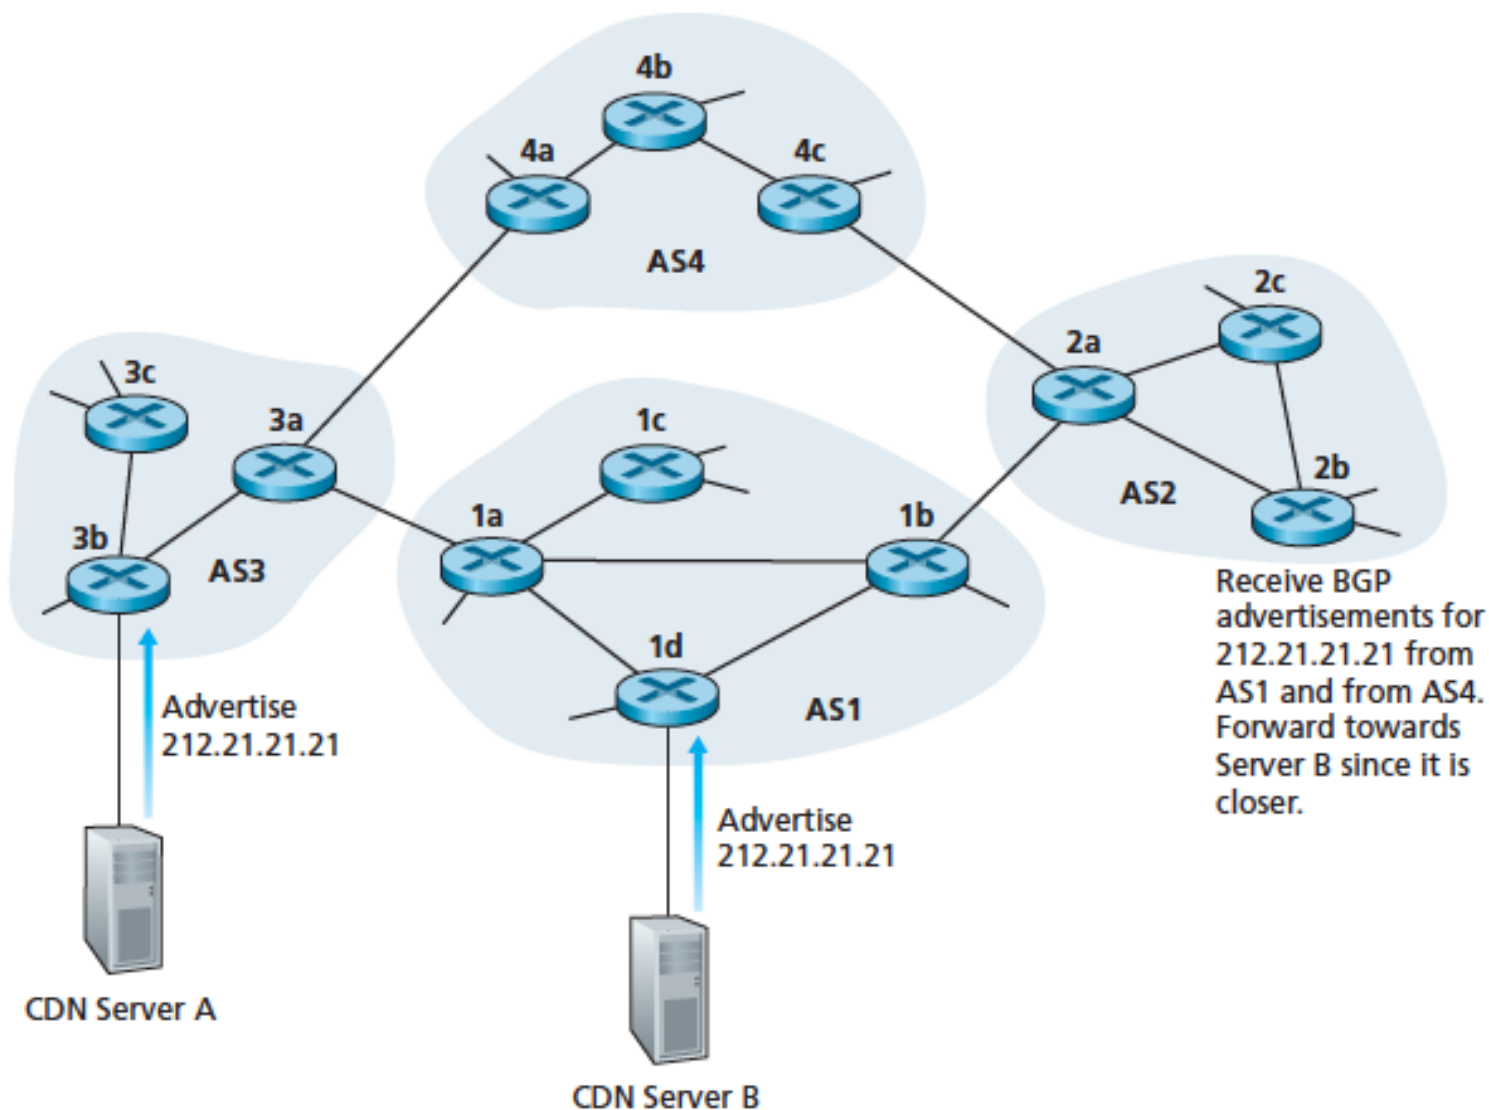 4b
4a
4c
AS4
2c
2a
3c
3a
1c
2b
AS2
1a
1b
3b
AS3
Receive BGP
advertisements for
212.21.21.21 from
AS1 and from AS4.
Forward towards
Server B since it is
closer.
1d
AS1
Advertise
212.21.21.21
Advertise
212.21.21.21
CDN Server A
CDN Server B